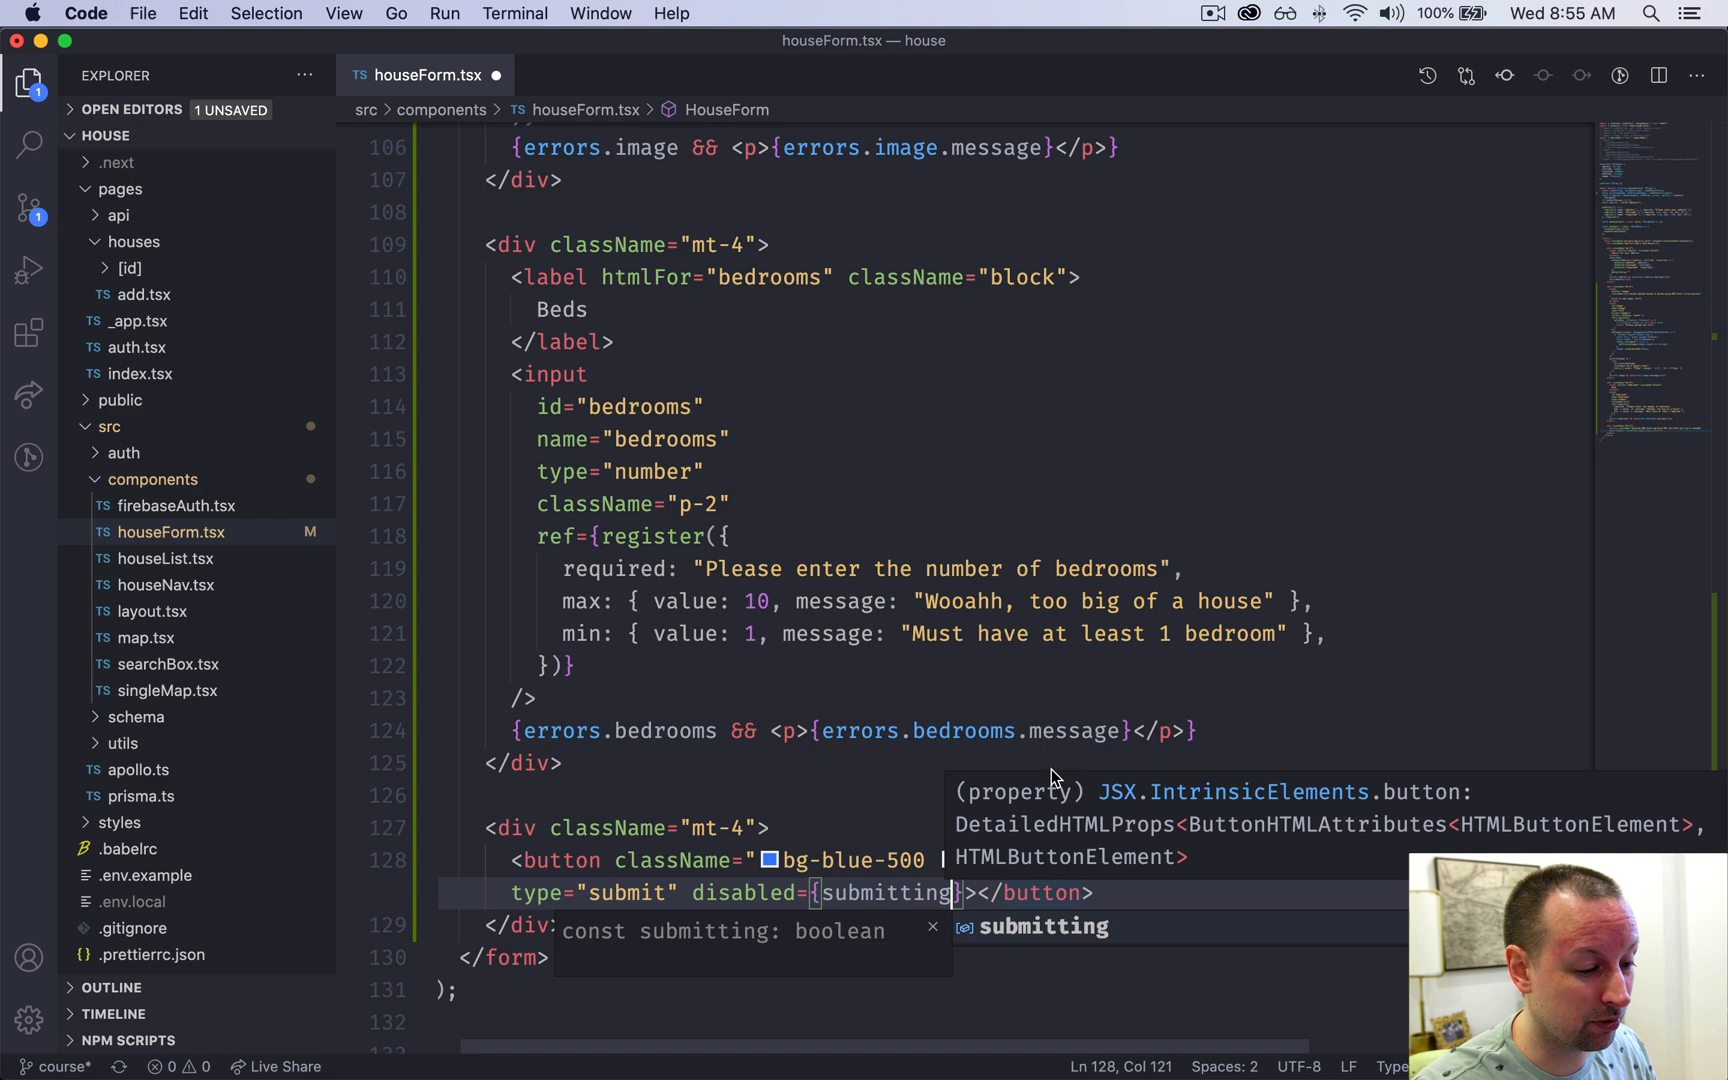 Code File Edit Selection View Go Run Terminal Window Help 100% Wed 8:55 AM
houseForm.tsx — house
EXPLORER
TS houseForm.tsx
OPEN EDITORS 1 UNSAVED
src > components > TS houseForm.tsx > HouseForm
HOUSE
.next
pages
api
houses
[id]
TS add.tsx
TS _app.tsx
TS auth.tsx
TS index.tsx
public
src
auth
components
TS firebaseAuth.tsx
TS houseForm.tsx M
TS houseList.tsx
TS houseNav.tsx
TS layout.tsx
TS map.tsx
TS searchBox.tsx
TS singleMap.tsx
schema
utils
TS apollo.ts
TS prisma.ts
styles
.babelrc
.env.example
.env.local
.gitignore
{} .prettierrc.json
OUTLINE
TIMELINE
NPM SCRIPTS
1
1
106 {errors.image && <p>{errors.image.message}</p>}
107 </div>
108
109 <div className="mt-4">
110 <label htmlFor="bedrooms" className="block">
111 Beds
112 </label>
113 <input
114 id="bedrooms"
115 name="bedrooms"
116 type="number"
117 className="p-2"
118 ref={register({
119 required: "Please enter the number of bedrooms",
120 max: { value: 10, message: "Wooahh, too big of a house" },
121 min: { value: 1, message: "Must have at least 1 bedroom" },
122 })}
123 />
124 {errors.bedrooms && <p>{errors.bedrooms.message}</p>}
125 </div>
126
127 <div className="mt-4">
128 <button className="bg-blue-500
type="submit" disabled={submitting}></button>
129 </div>
130 </form>
131 );
132
(property) JSX.IntrinsicElements.button:
DetailedHTMLProps<ButtonHTMLAttributes<HTMLButtonElement>,
HTMLButtonElement>
const submitting: boolean
submitting
course* 0 0 Live Share Ln 128, Col 121 Spaces: 2 UTF-8 LF